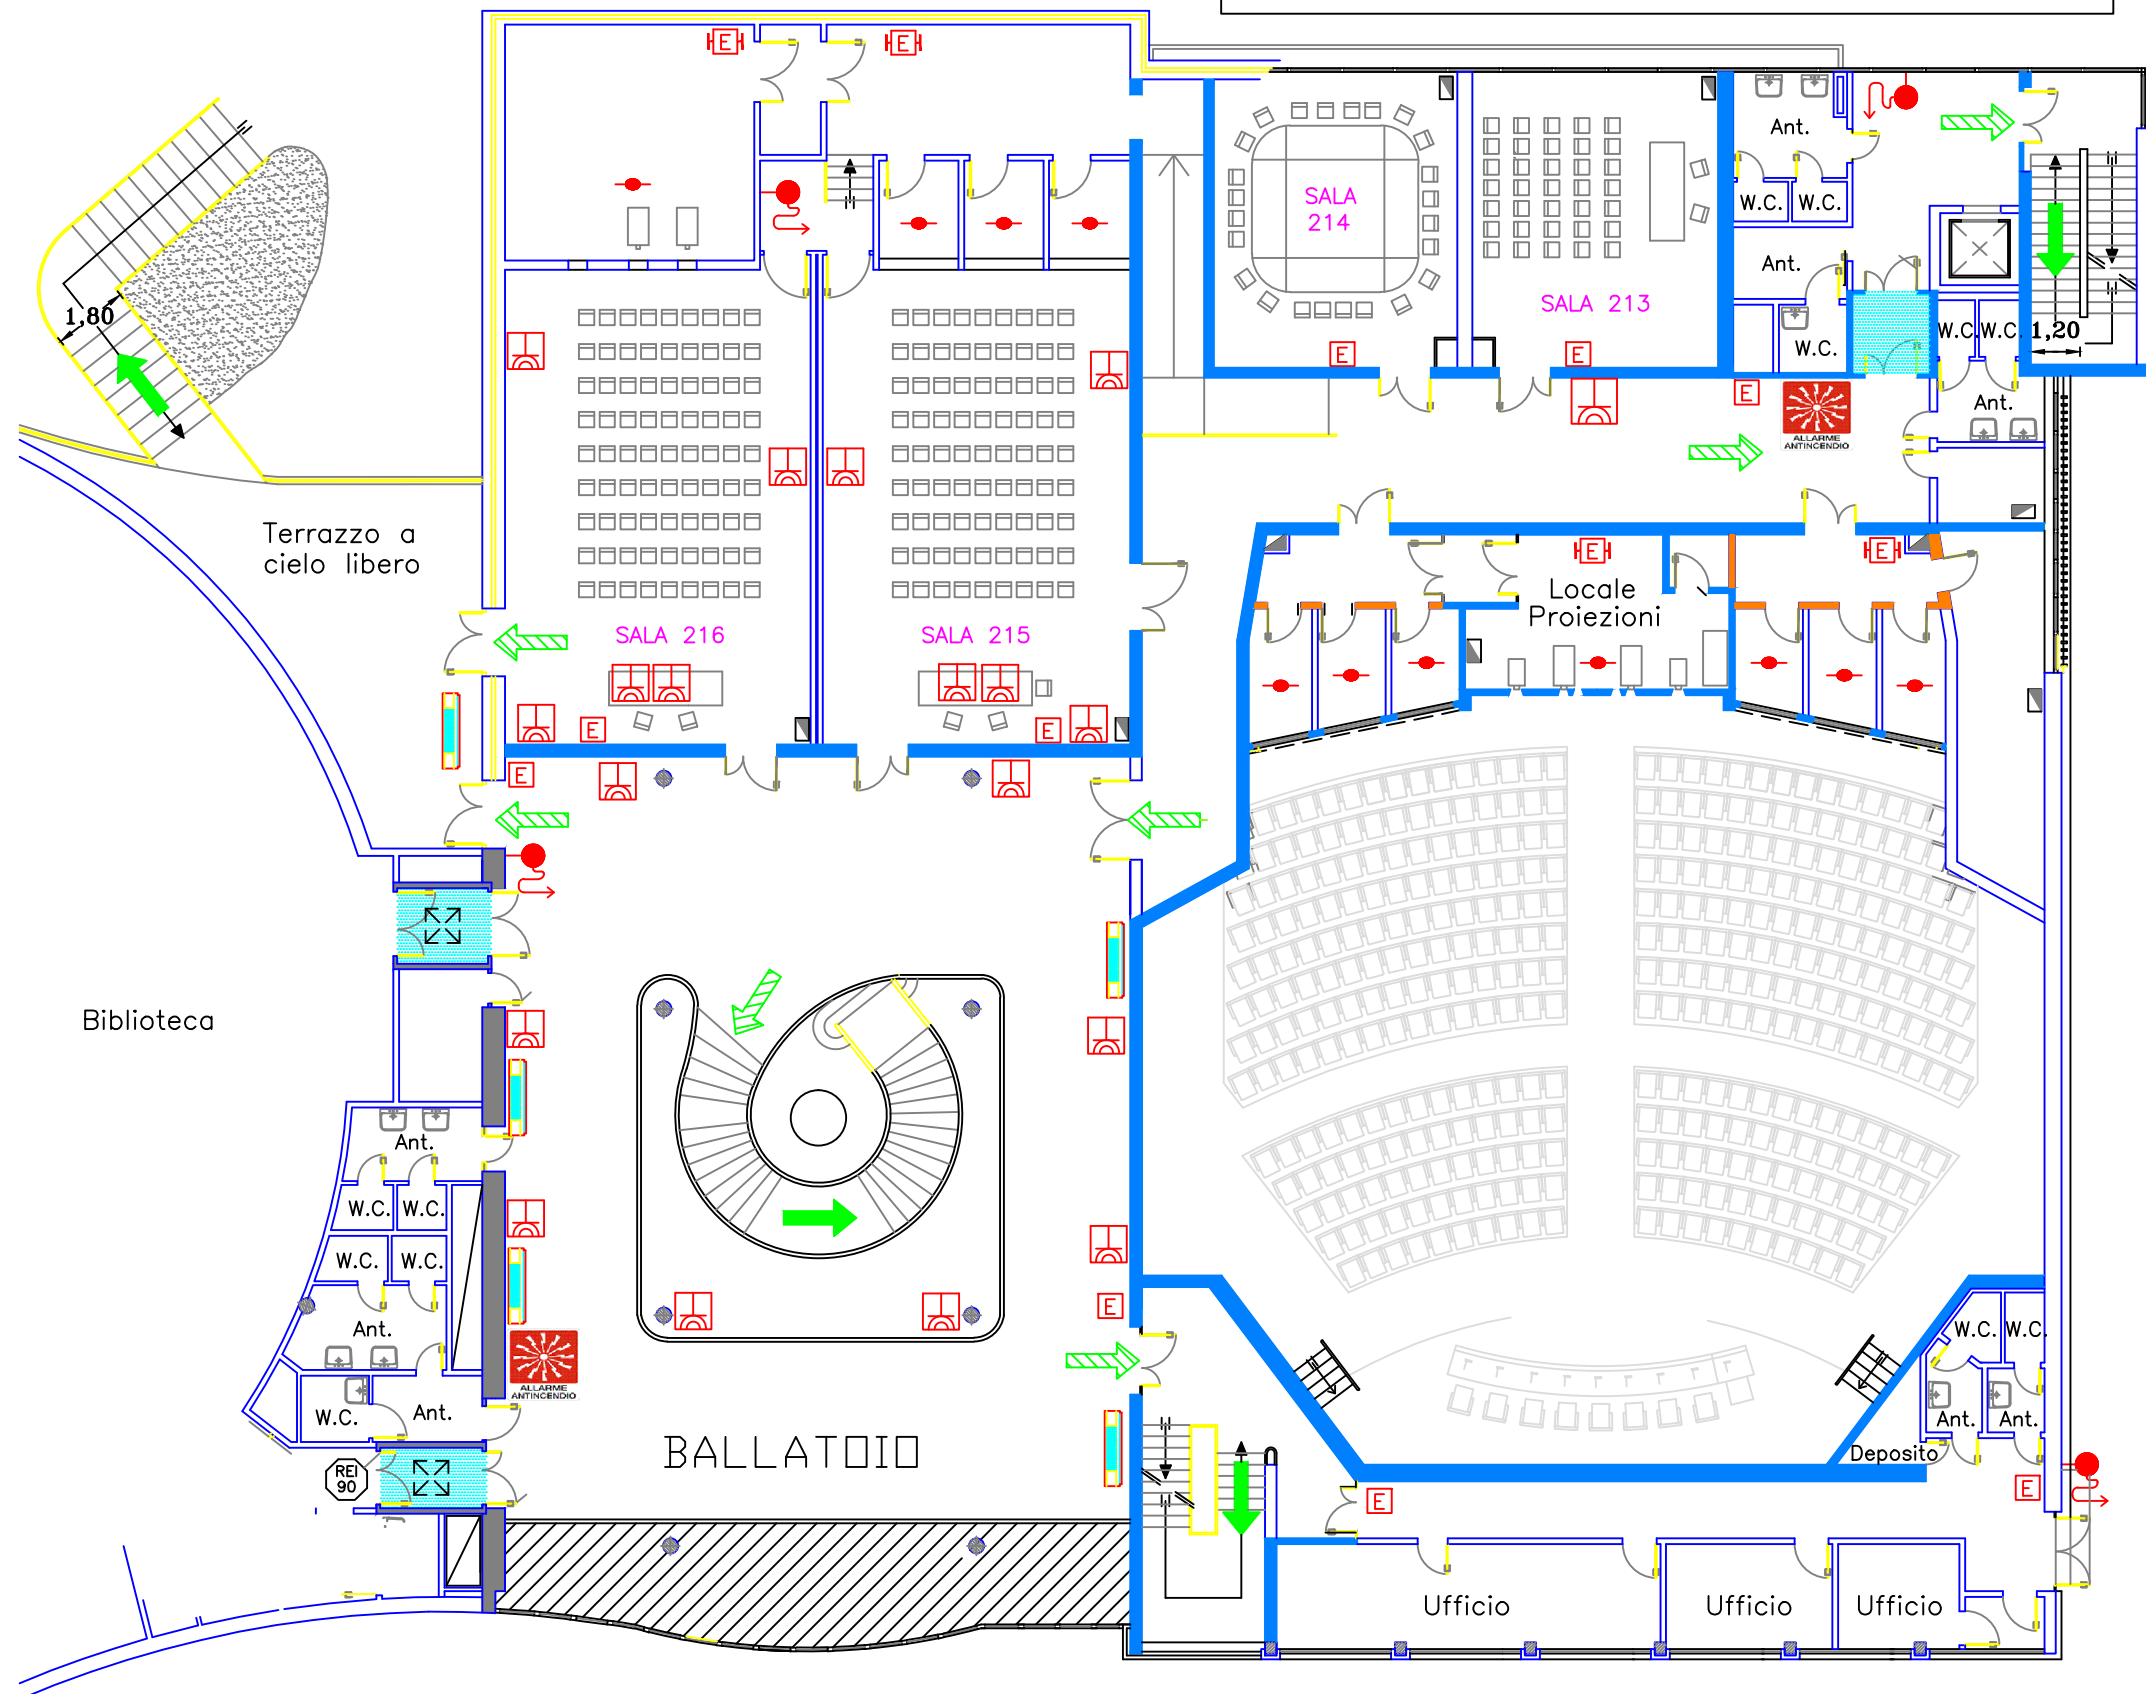 E
E
Ant.
W.C.
W.C.
SALA
214
SALA 213
Ant.
W.C.
W.C.
W.C.
1,20
1,80
E
E
E
Ant.
ALLARME
ANTINCENDIO
Terrazzo a
cielo libero
E
E
Locale
Proiezioni
SALA 216
SALA 215
E
E
E
Biblioteca
Ant.
W.C.
W.C.
W.C.
W.C.
Ant.
E
W.C.
W.C.
ALLARME
ANTINCENDIO
W.C.
Ant.
Ant.
Ant.
BALLATOIO
Deposito
REI
90
E
E
Ufficio
Ufficio
Ufficio